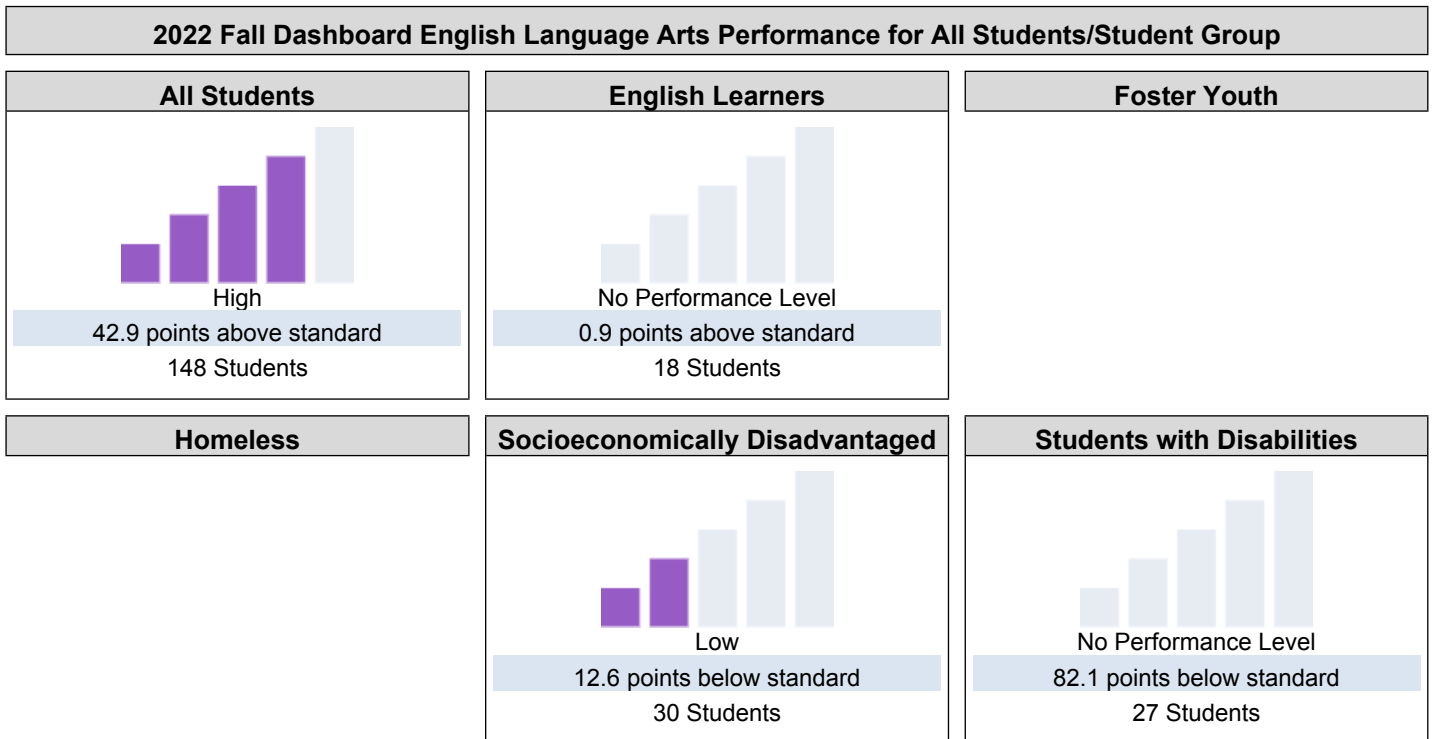 2022 Fall Dashboard English Language Arts Performance for All Students/Student Group
All Students
High
42.9 points above standard
148 Students
English Learners
No Performance Level
0.9 points above standard
18 Students
Foster Youth
Homeless
Socioeconomically Disadvantaged
Low
12.6 points below standard
30 Students
Students with Disabilities
No Performance Level
82.1 points below standard
27 Students